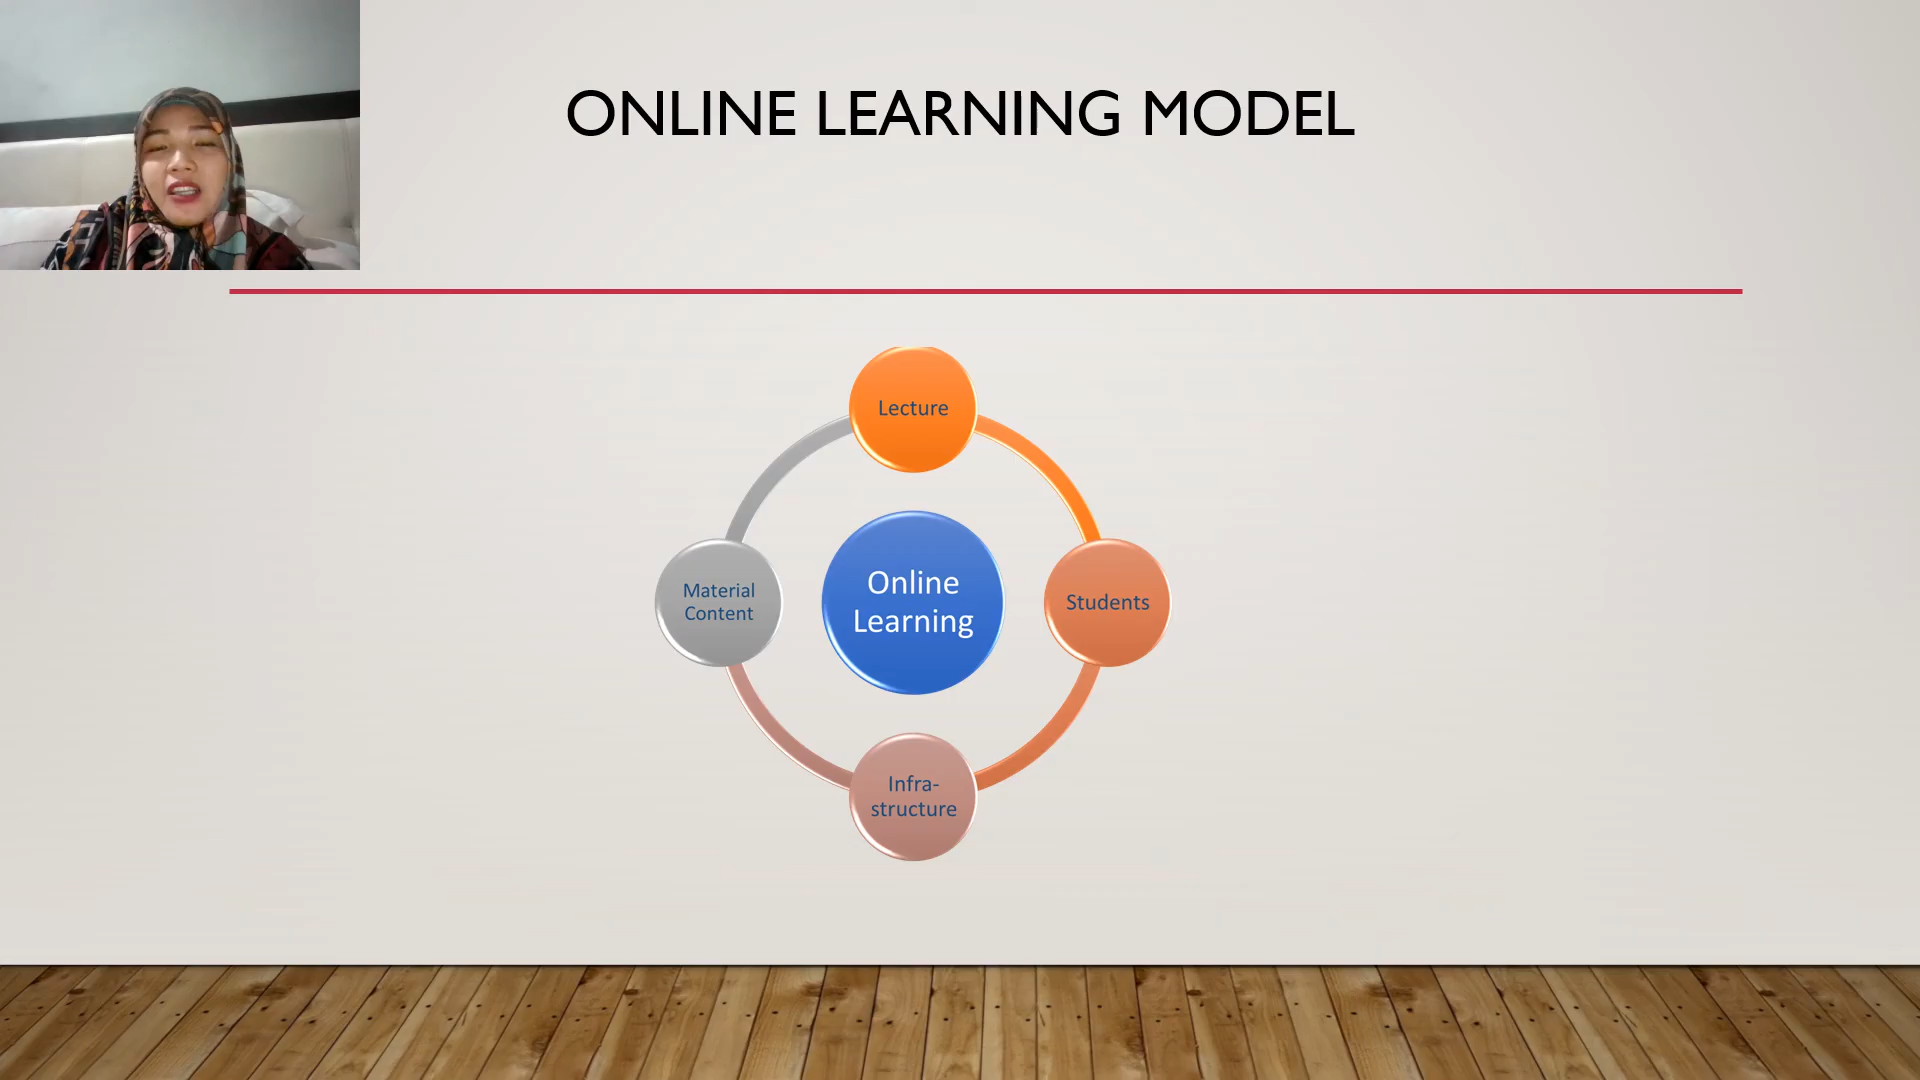 ONLINE LEARNING MODEL
Lecture
Material
Content
Online
Learning
Students
Infra-
structure